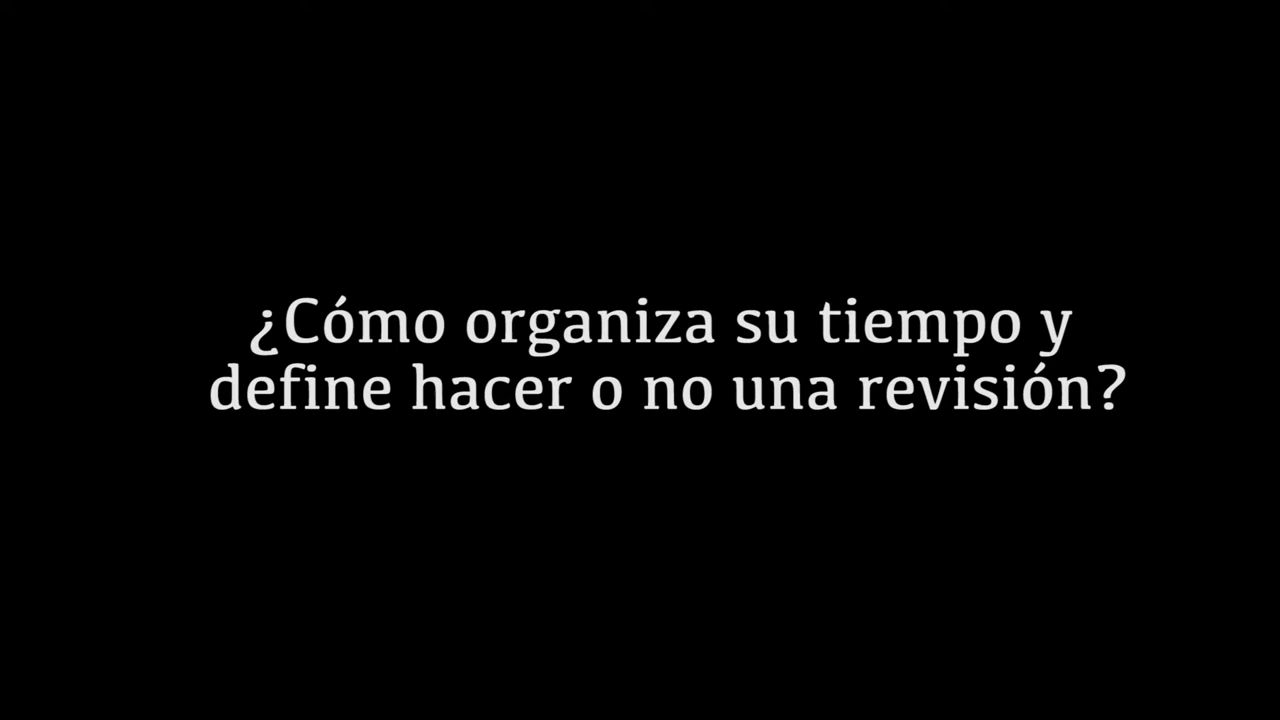 ¿Cómo organiza su tiempo y
define hacer o no una revisión?